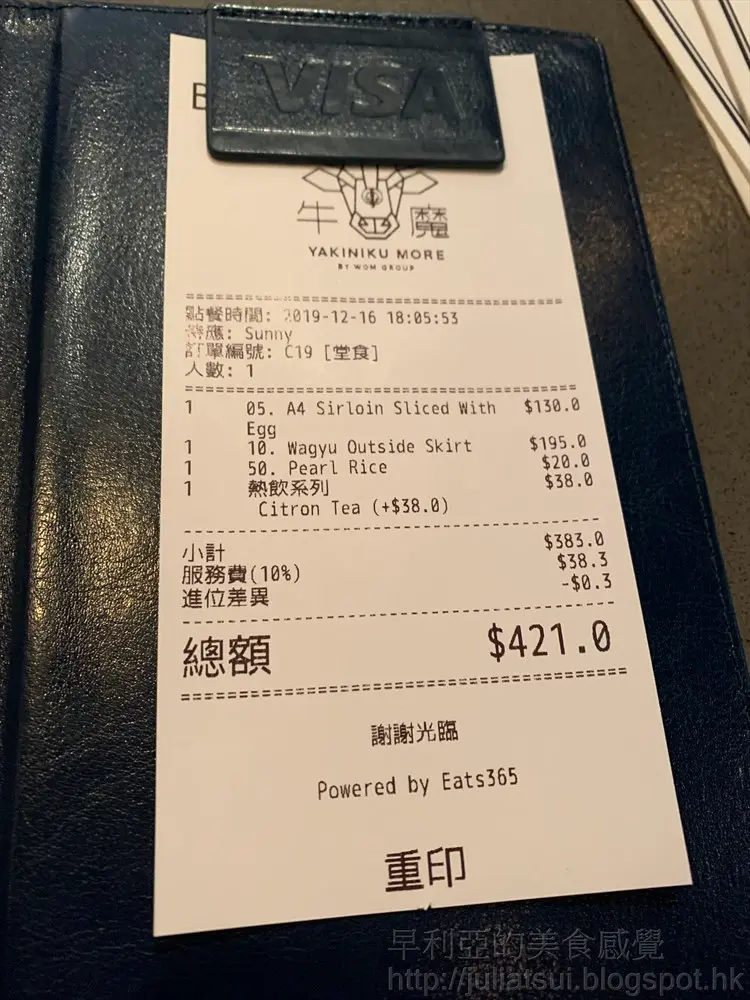 VISA
牛 魔
YAKINIKU MORE
BY WOM GROUP
點餐時間: 2019-12-16 18:05:53
侍應: Sunny
訂單編號: C19 [堂食]
人數: 1
1 05. A4 Sirloin Sliced With $130.0
Egg
1 10. Wagyu Outside Skirt $195.0
1 50. Pearl Rice $20.0
1 熱飲系列 $38.0
Citron Tea (+$38.0)
小計 $383.0
服務費(10%) $38.3
進位差異 -$0.3
總額 $421.0
謝謝光臨
Powered by Eats365
重印
早利亞的美食感覺
http://juliatsui.blogspot.hk